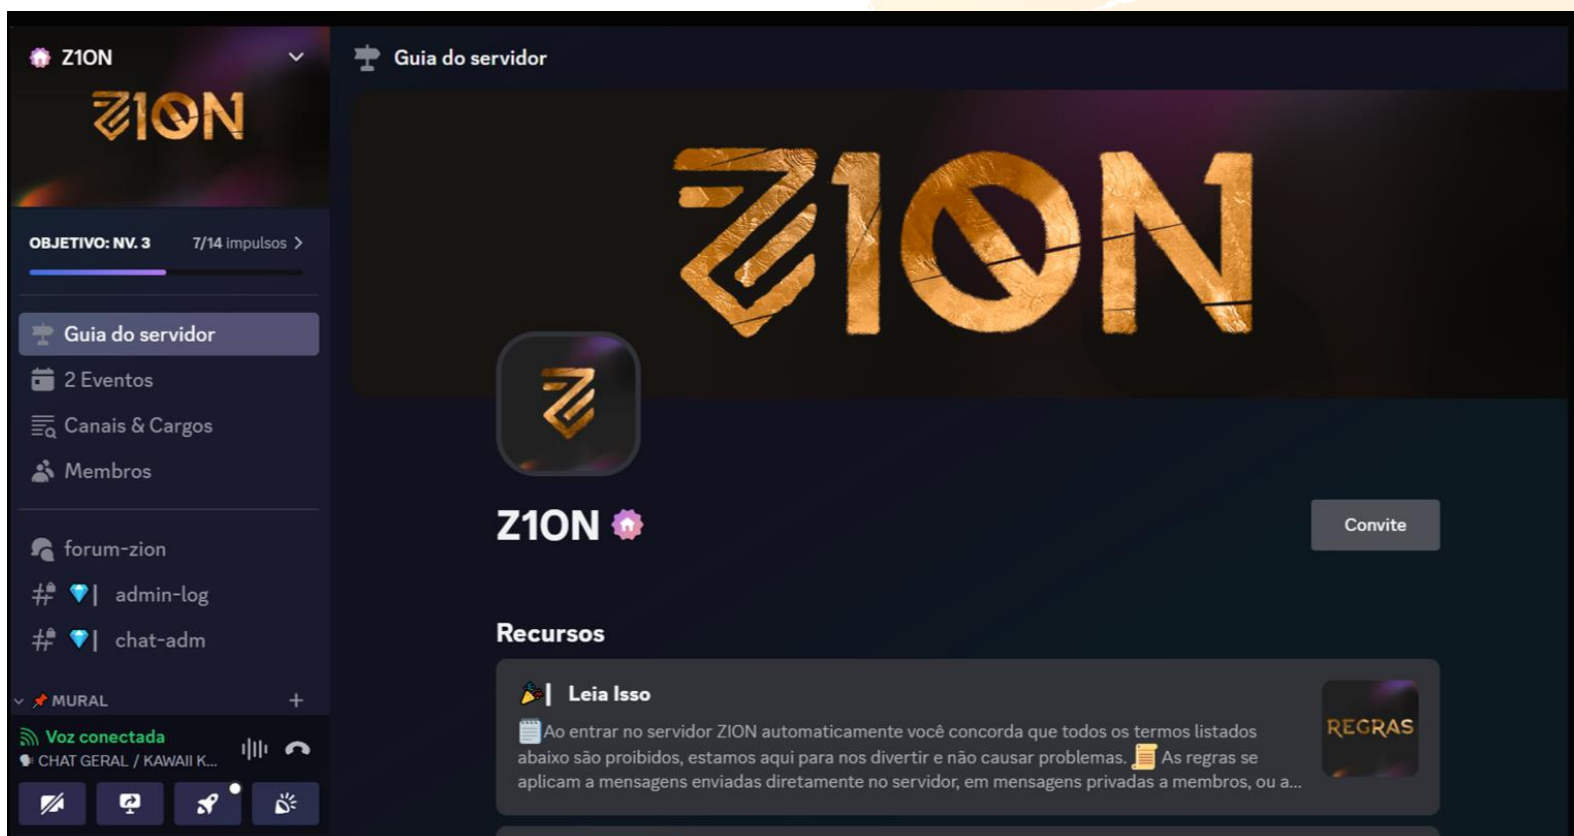 Z1ON
Z1ON
OBJETIVO: NV. 3 7/14 impulsos
Guia do servidor
2 Eventos
Canais & Cargos
Membros
forum-zion
| admin-log
| chat-adm
MURAL
Voz conectada
CHAT GERAL / KAWAII K...
Guia do servidor
Z1ON
Z1ON
Convite
Recursos
| Leia Isso
Ao entrar no servidor ZION automaticamente você concorda que todos os termos listados
abaixo são proibidos, estamos aqui para nos divertir e não causar problemas. As regras se
aplicam a mensagens enviadas diretamente no servidor, em mensagens privadas a membros, ou a...
REGRAS